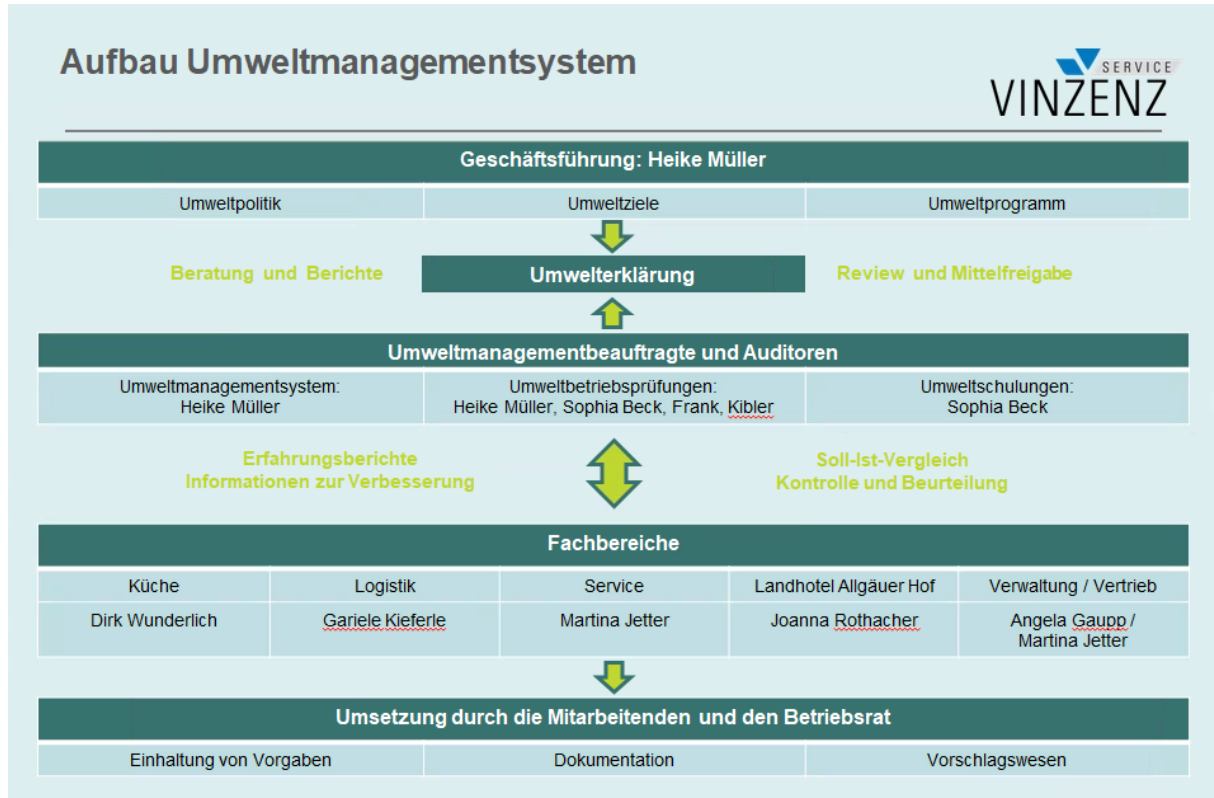 Aufbau Umweltmanagementsystem
SERVICE
VINZENZ
Geschäftsführung: Heike Müller
Umweltpolitik
Umweltziele
Umweltprogramm
Beratung und Berichte
Umwelterklärung
Review und Mittelfreigabe
Umweltmanagementbeauftragte und Auditoren
Umweltmanagementsystem:
Heike Müller
Umweltbetriebsprüfungen:
Heike Müller, Sophia Beck, Frank, Kibler
Umweltschulungen:
Sophia Beck
Erfahrungsberichte
Informationen zur Verbesserung
Soll-Ist-Vergleich
Kontrolle und Beurteilung
Fachbereiche
Küche
Logistik
Service
Landhotel Allgäuer Hof
Verwaltung / Vertrieb
Dirk Wunderlich
Gariele Kieferle
Martina Jetter
Joanna Rothacher
Angela Gaupp /
Martina Jetter
Umsetzung durch die Mitarbeitenden und den Betriebsrat
Einhaltung von Vorgaben
Dokumentation
Vorschlagswesen